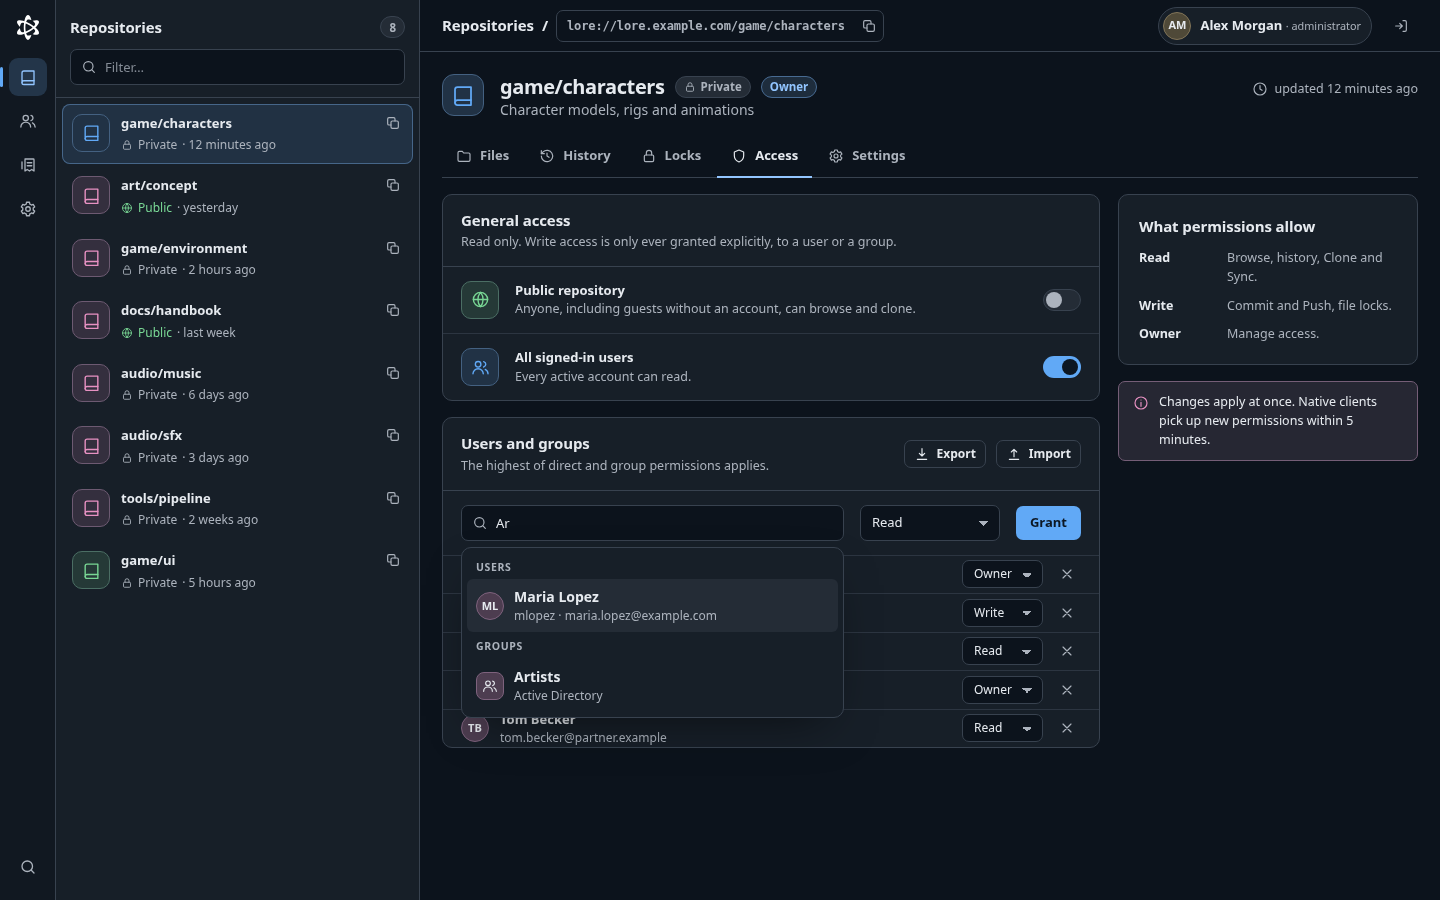 Repositories
8
Filter...
game/characters
Private · 12 minutes ago
art/concept
Public · yesterday
game/environment
Private · 2 hours ago
docs/handbook
Public · last week
audio/music
Private · 6 days ago
audio/sfx
Private · 3 days ago
tools/pipeline
Private · 2 weeks ago
game/ui
Private · 5 hours ago
Repositories / lore://lore.example.com/game/characters
AM Alex Morgan · administrator
game/characters Private Owner
Character models, rigs and animations
updated 12 minutes ago
Files History Locks Access Settings
General access
Read only. Write access is only ever granted explicitly, to a user or a group.
Public repository
Anyone, including guests without an account, can browse and clone.
All signed-in users
Every active account can read.
Users and groups
The highest of direct and group permissions applies.
Export Import
Ar Read Grant
USERS
ML Maria Lopez
mlopez · maria.lopez@example.com
GROUPS
Artists
Active Directory
Owner
Write
Read
Owner
TB Tom Becker
tom.becker@partner.example
Read
What permissions allow
Read Browse, history, Clone and
Sync.
Write Commit and Push, file locks.
Owner Manage access.
Changes apply at once. Native clients
pick up new permissions within 5
minutes.